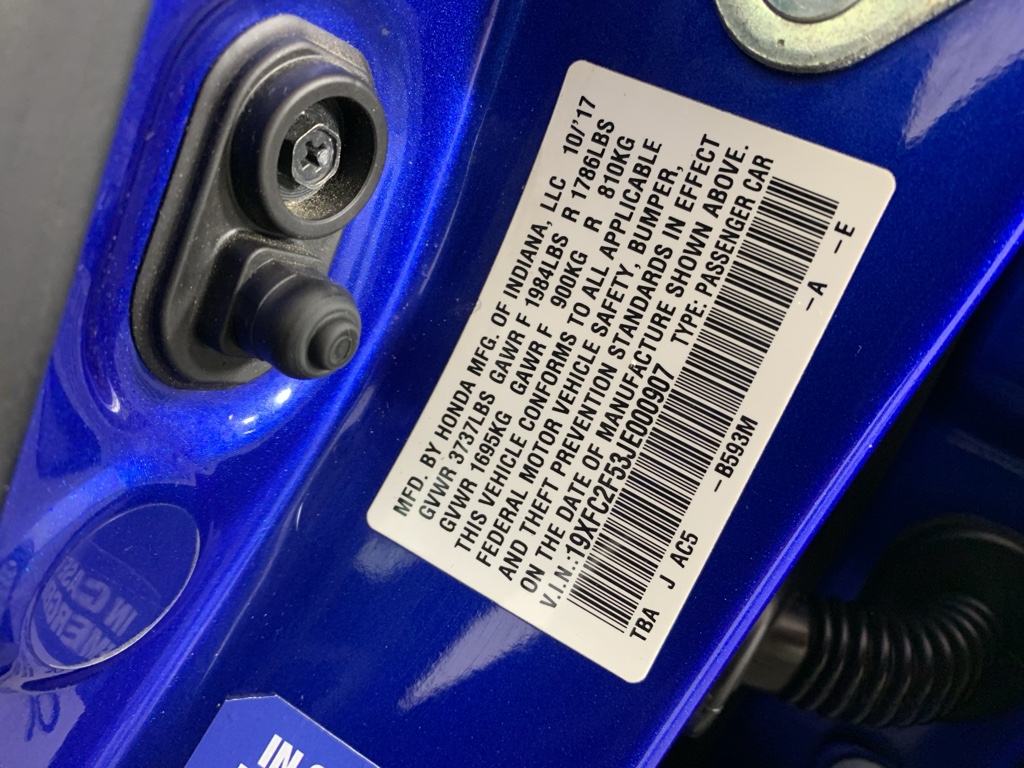 MFD. BY HONDA MFG. OF INDIANA, LLC 10/'17
GVWR 3737LBS GAWR F 1984LBS R 1786LBS
GVWR 1695KG GAWR F 900KG R 810KG
THIS VEHICLE CONFORMS TO ALL APPLICABLE
FEDERAL MOTOR VEHICLE SAFETY, BUMPER,
AND THEFT PREVENTION STANDARDS IN EFFECT
ON THE DATE OF MANUFACTURE SHOWN ABOVE.
V.I.N.:19XFC2F53JE000907 TYPE: PASSENGER CAR
TBA J AC5 -B593M -A -E
IN